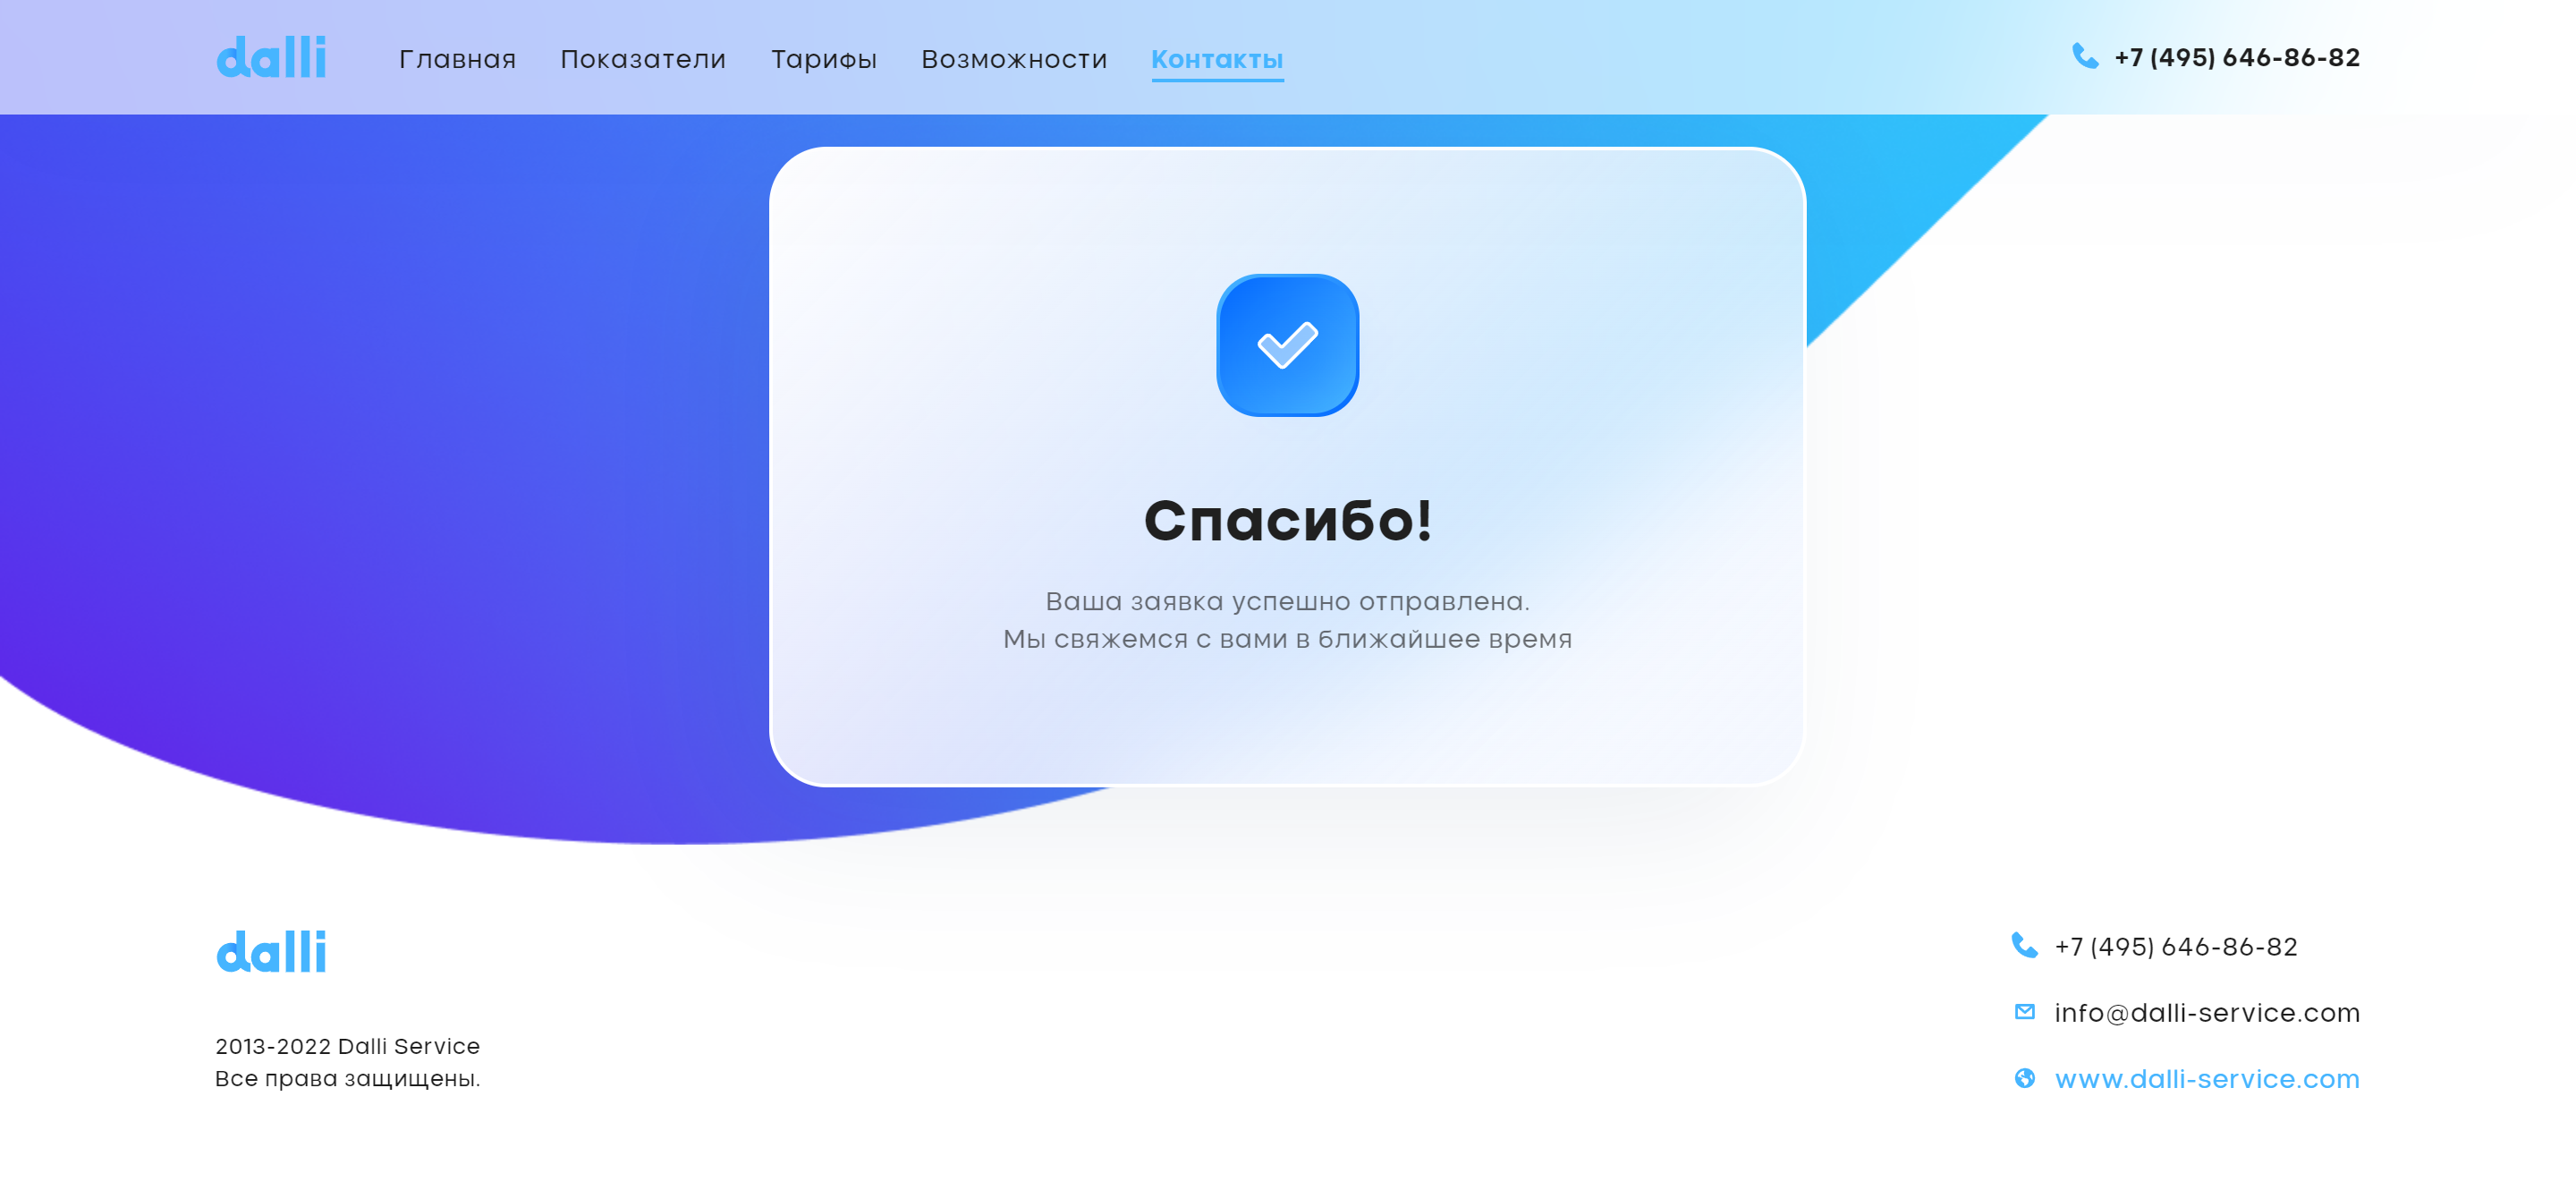 dalli
Главная
Показатели
Тарифы
Возможности
Контакты
+7 (495) 646-86-82
Спасибо!
Ваша заявка успешно отправлена.
Мы свяжемся с вами в ближайшее время
dalli
2013-2022 Dalli Service
Все права защищены.
+7 (495) 646-86-82
info@dalli-service.com
www.dalli-service.com